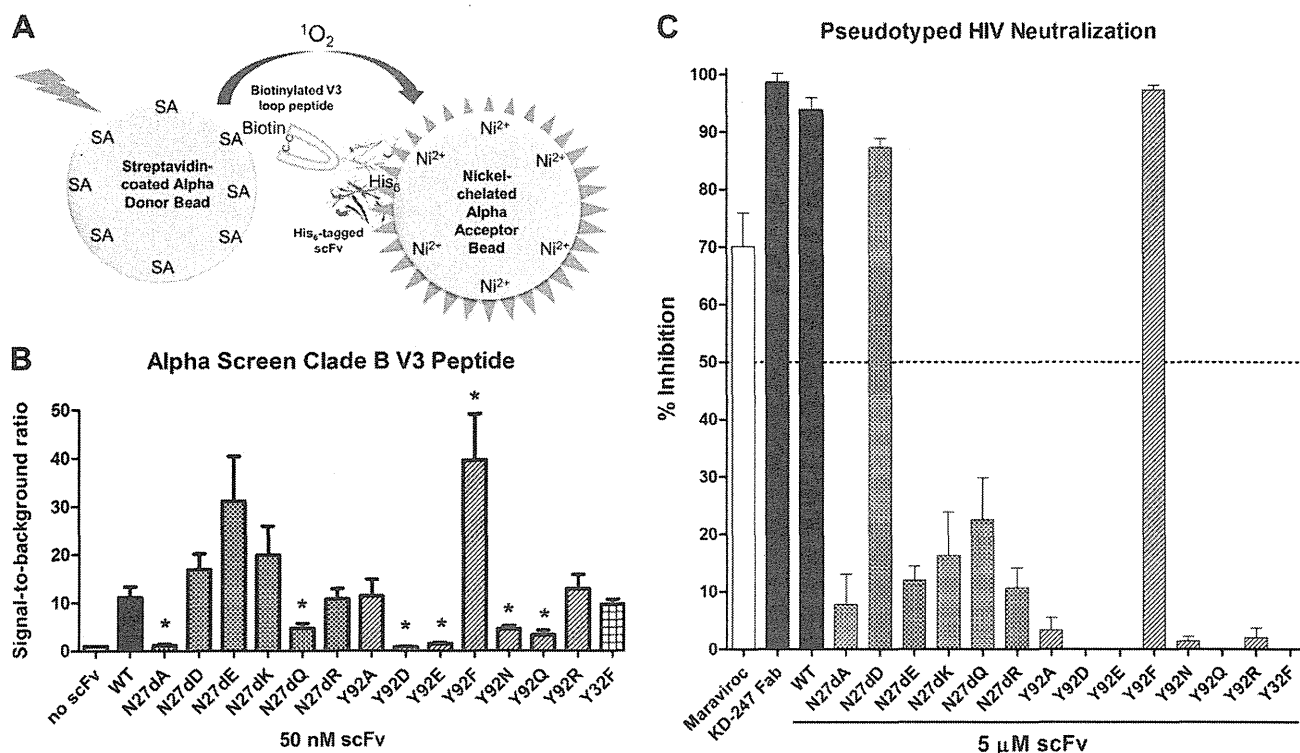 A
¹O₂
Biotinylated V3
loop peptide
Biotin
SA
SA
SA
SA
SA
SA
SA
SA
Streptavidin-
coated Alpha
Donor Bead
His₆
His₆-tagged
scFv
Ni²⁺
Ni²⁺
Ni²⁺
Ni²⁺
Ni²⁺
Ni²⁺
Nickel-
chelated
Alpha
Acceptor
Bead
B
Alpha Screen Clade B V3 Peptide
Signal-to-background ratio
50
40
30
20
10
0
*
*
*
*
*
*
*
no scFv
WT
N27dA
N27dD
N27dE
N27dK
N27dQ
N27dR
Y92A
Y92D
Y92E
Y92F
Y92N
Y92Q
Y92R
Y32F
50 nM scFv
C
Pseudotyped HIV Neutralization
% Inhibition
100
90
80
70
60
50
40
30
20
10
0
Maraviroc
KD-247 Fab
WT
N27dA
N27dD
N27dE
N27dK
N27dQ
N27dR
Y92A
Y92D
Y92E
Y92F
Y92N
Y92Q
Y92R
Y32F
5 µM scFv